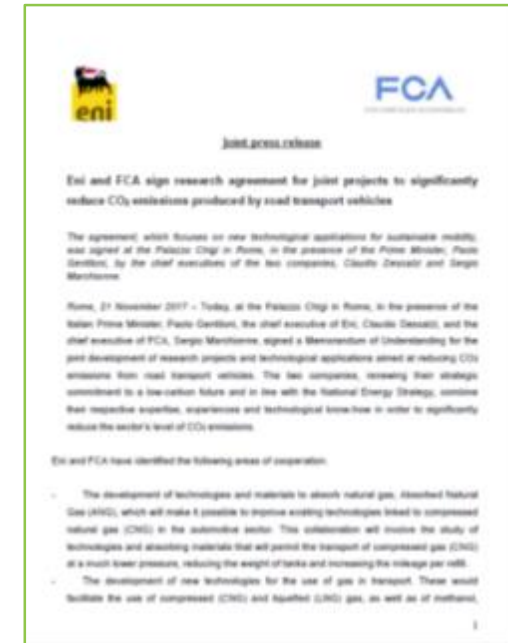 eni
FCA
Joint press release
Eni and FCA sign research agreement for joint projects to significantly
reduce CO₂ emissions produced by road transport vehicles
The agreement, which focuses on new technological applications for sustainable mobility,
was signed at the Palazzo Chigi in Rome, in the presence of the Prime Minister, Paolo
Gentiloni, by the chief executives of the two companies, Claudio Descalzi and Sergio
Marchionne
Rome, 21 November 2017 – Today, at the Palazzo Chigi in Rome, in the presence of the
Italian Prime Minister, Paolo Gentiloni, the chief executive of Eni, Claudio Descalzi, and the
chief executive of FCA, Sergio Marchionne, signed a Memorandum of Understanding for the
joint development of research projects and technological applications aimed at reducing CO₂
emissions from road transport vehicles. The two companies, renewing their strategic
commitment to a low-carbon future and in line with the National Energy Strategy, combine
their respective expertise, experiences and technological know-how in order to significantly
reduce the sector's level of CO₂ emissions.
Eni and FCA have identified the following areas of cooperation:
- The development of technologies and materials to absorb natural gas, Absorbed Natural
Gas (ANG), which will make it possible to improve existing technologies linked to compressed
natural gas (CNG) in the automotive sector. This collaboration will involve the study of
technologies and absorbing materials that will permit the transport of compressed gas (CNG)
at a much lower pressure, reducing the weight of tanks and increasing the mileage per refill.
- The development of new technologies for the use of gas in transport. These would
facilitate the use of compressed (CNG) and liquefied (LNG) gas, as well as of methanol,
1